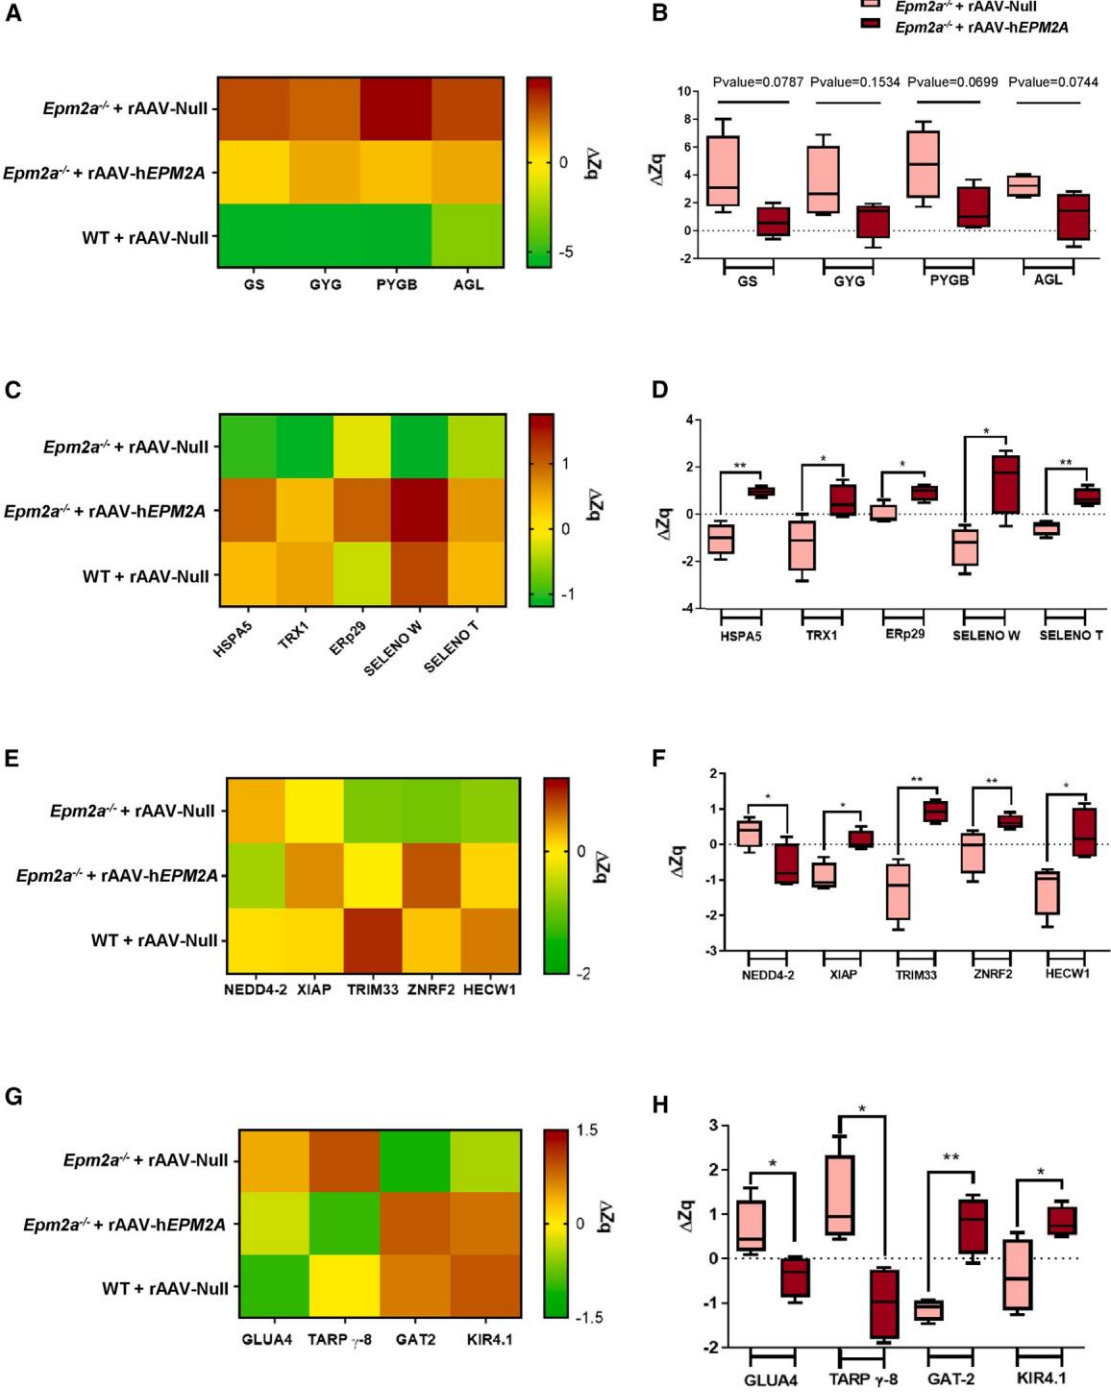 A
B
Epm2a-/- + rAAV-Null
Epm2a-/- + rAAV-hEPM2A
Epm2a-/- + rAAV-Null
Epm2a-/- + rAAV-hEPM2A
WT + rAAV-Null
GS GYG PYGB AGL
0
-5
ΔZq
Pvalue=0.0787 Pvalue=0.1534 Pvalue=0.0699 Pvalue=0.0744
10
8
6
4
2
0
-2
ΔZq
GS GYG PYGB AGL
C
Epm2a-/- + rAAV-Null
Epm2a-/- + rAAV-hEPM2A
WT + rAAV-Null
HSPA5 TRX1 ERp29 SELENO W SELENO T
1
0
-1
ΔZq
D
4
2
0
-2
-4
ΔZq
** * * * **
HSPA5 TRX1 ERp29 SELENO W SELENO T
E
Epm2a-/- + rAAV-Null
Epm2a-/- + rAAV-hEPM2A
WT + rAAV-Null
NEDD4-2 XIAP TRIM33 ZNRF2 HECW1
0
-2
ΔZq
F
2
1
0
-1
-2
-3
ΔZq
* * ** ** *
NEDD4-2 XIAP TRIM33 ZNRF2 HECW1
G
Epm2a-/- + rAAV-Null
Epm2a-/- + rAAV-hEPM2A
WT + rAAV-Null
GLUA4 TARP γ-8 GAT2 KIR4.1
1.5
0
-1.5
ΔZq
H
3
2
1
0
-1
-2
ΔZq
* * ** *
GLUA4 TARP γ-8 GAT-2 KIR4.1